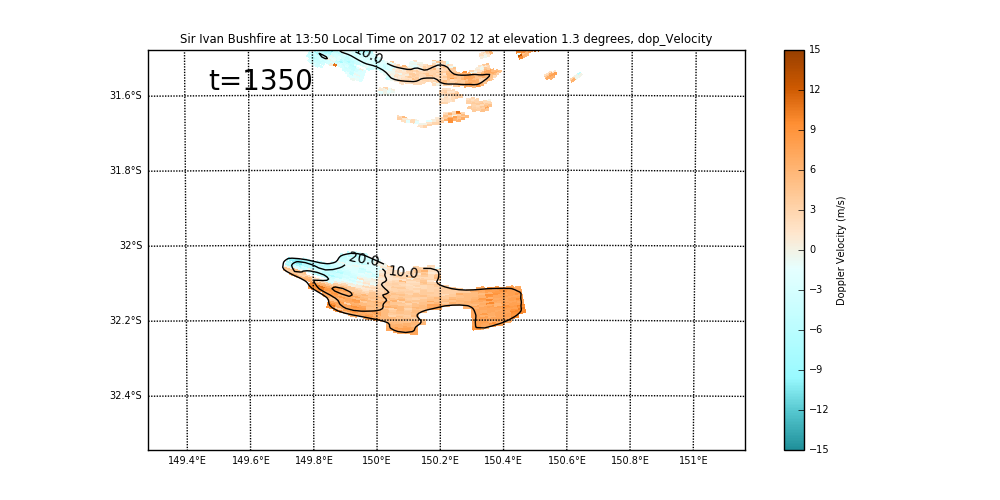 Sir Ivan Bushfire at 13:50 Local Time on 2017 02 12 at elevation 1.3 degrees, dop_Velocity
t=1350
10.0
20.0
10.0
31.6°S
31.8°S
32°S
32.2°S
32.4°S
149.4°E
149.6°E
149.8°E
150°E
150.2°E
150.4°E
150.6°E
150.8°E
151°E
15
12
9
6
3
0
−3
−6
−9
−12
−15
Doppler Velocity (m/s)